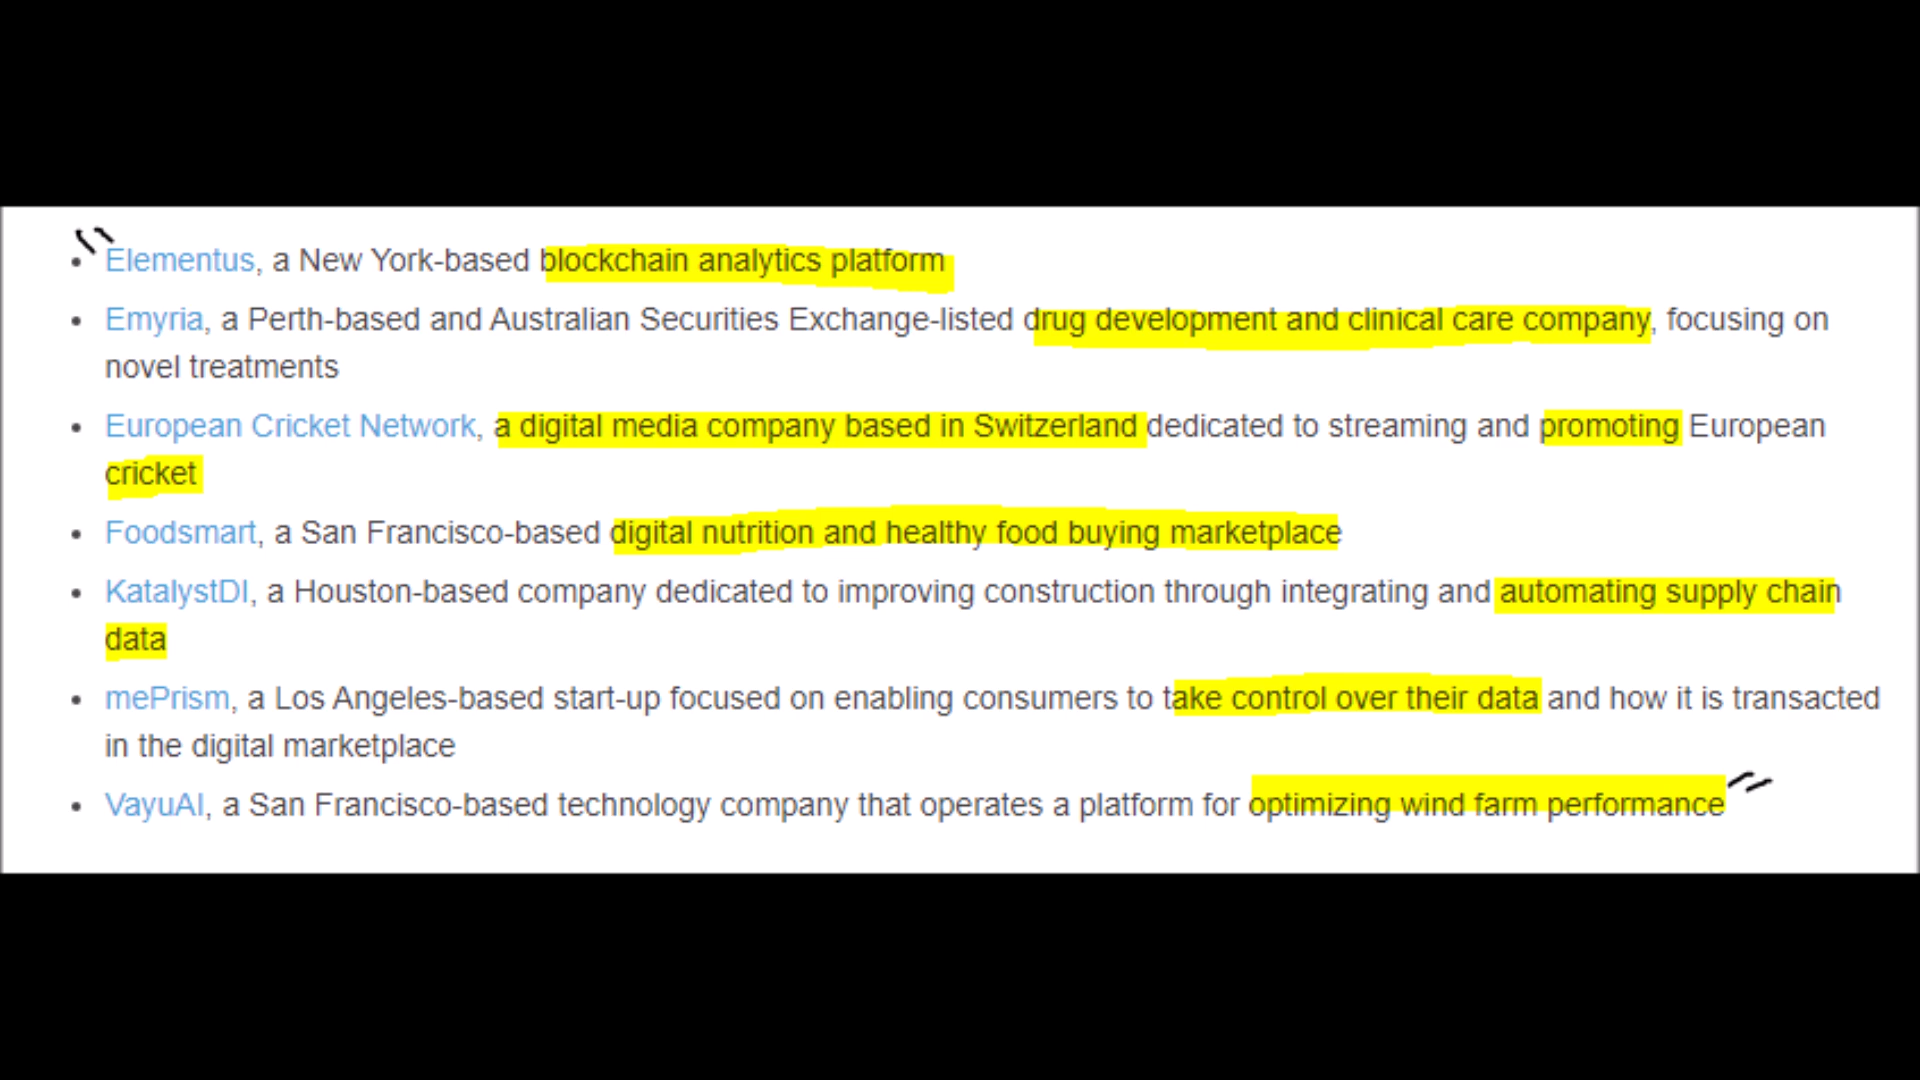 • Elementus, a New York-based blockchain analytics platform
• Emyria, a Perth-based and Australian Securities Exchange-listed drug development and clinical care company, focusing on
novel treatments
• European Cricket Network, a digital media company based in Switzerland dedicated to streaming and promoting European
cricket
• Foodsmart, a San Francisco-based digital nutrition and healthy food buying marketplace
• KatalystDI, a Houston-based company dedicated to improving construction through integrating and automating supply chain
data
• mePrism, a Los Angeles-based start-up focused on enabling consumers to take control over their data and how it is transacted
in the digital marketplace
• VayuAI, a San Francisco-based technology company that operates a platform for optimizing wind farm performance